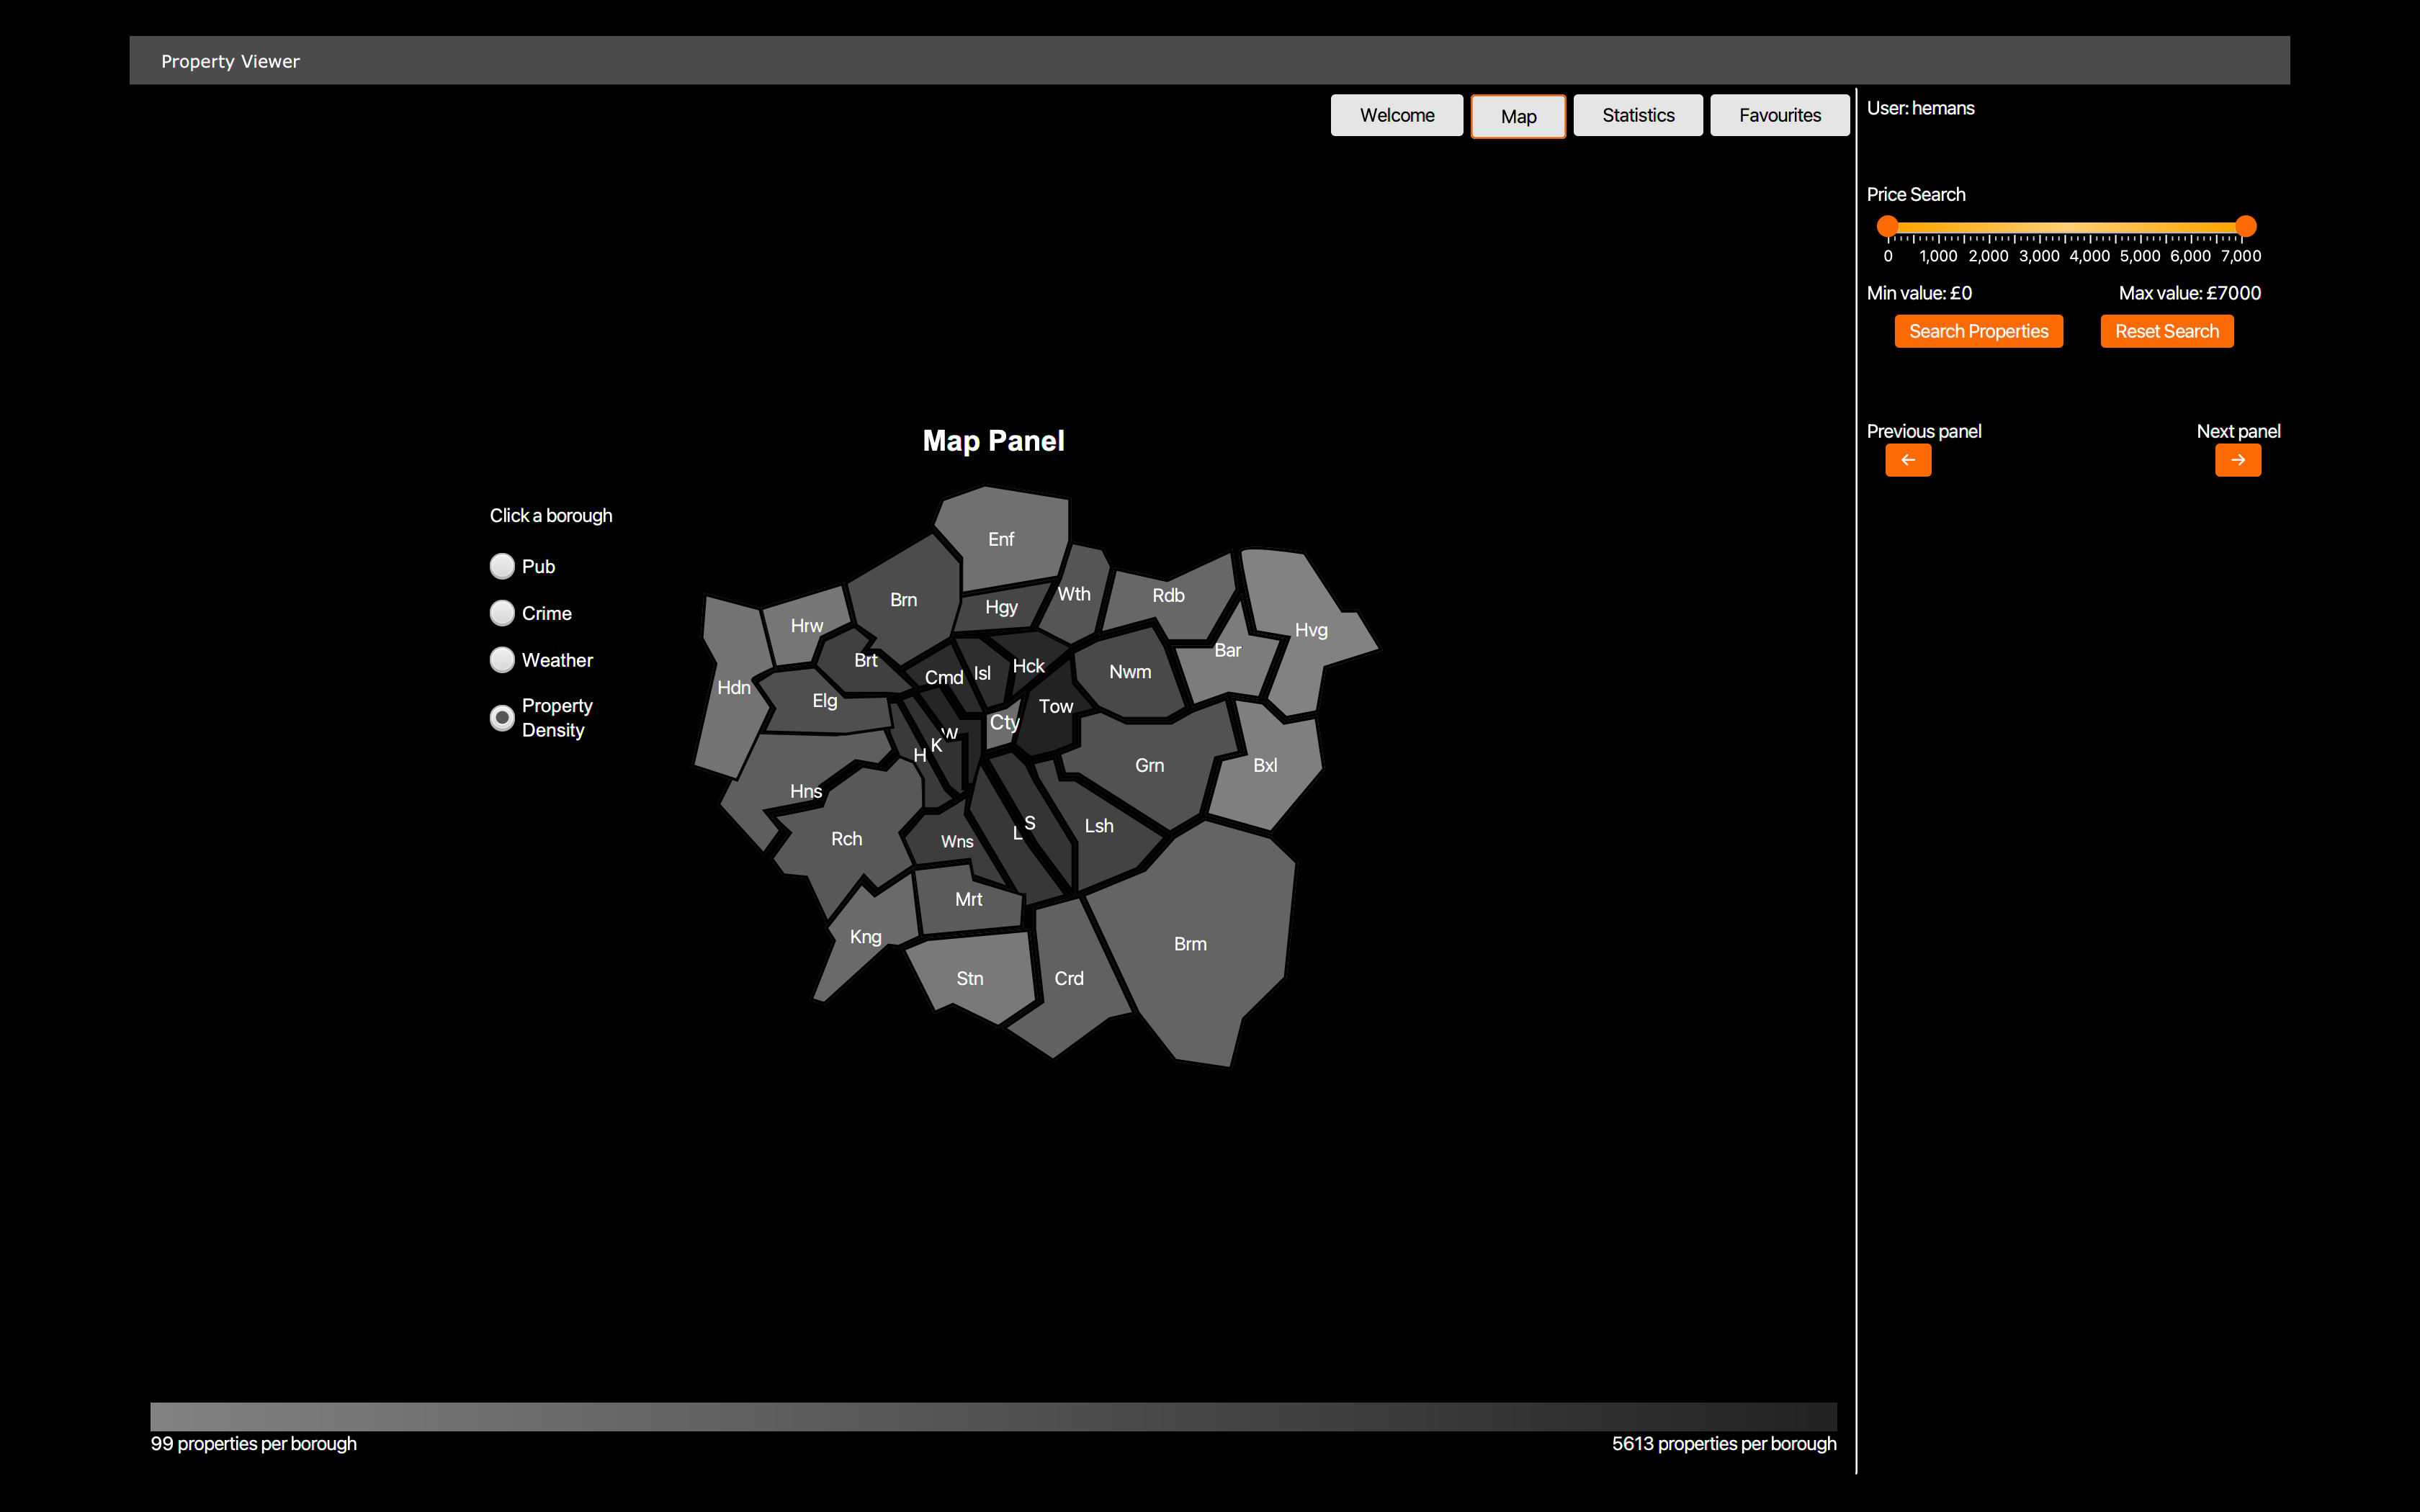 Property Viewer
Welcome
Map
Statistics
Favourites
User: hemans
Price Search
0 1,000 2,000 3,000 4,000 5,000 6,000 7,000
Min value: £0
Max value: £7000
Search Properties
Reset Search
Previous panel
Next panel
←
→
Map Panel
Click a borough
Pub
Crime
Weather
Property
Density
Enf
Brn
Hgy
Wth
Rdb
Hvg
Hrw
Brt
Cmd
Isl
Hck
Nwm
Bar
Hdn
Elg
Cty
Tow
H
K
W
Grn
Bxl
Hns
Rch
Wns
L
S
Lsh
Mrt
Kng
Brm
Stn
Crd
99 properties per borough
5613 properties per borough